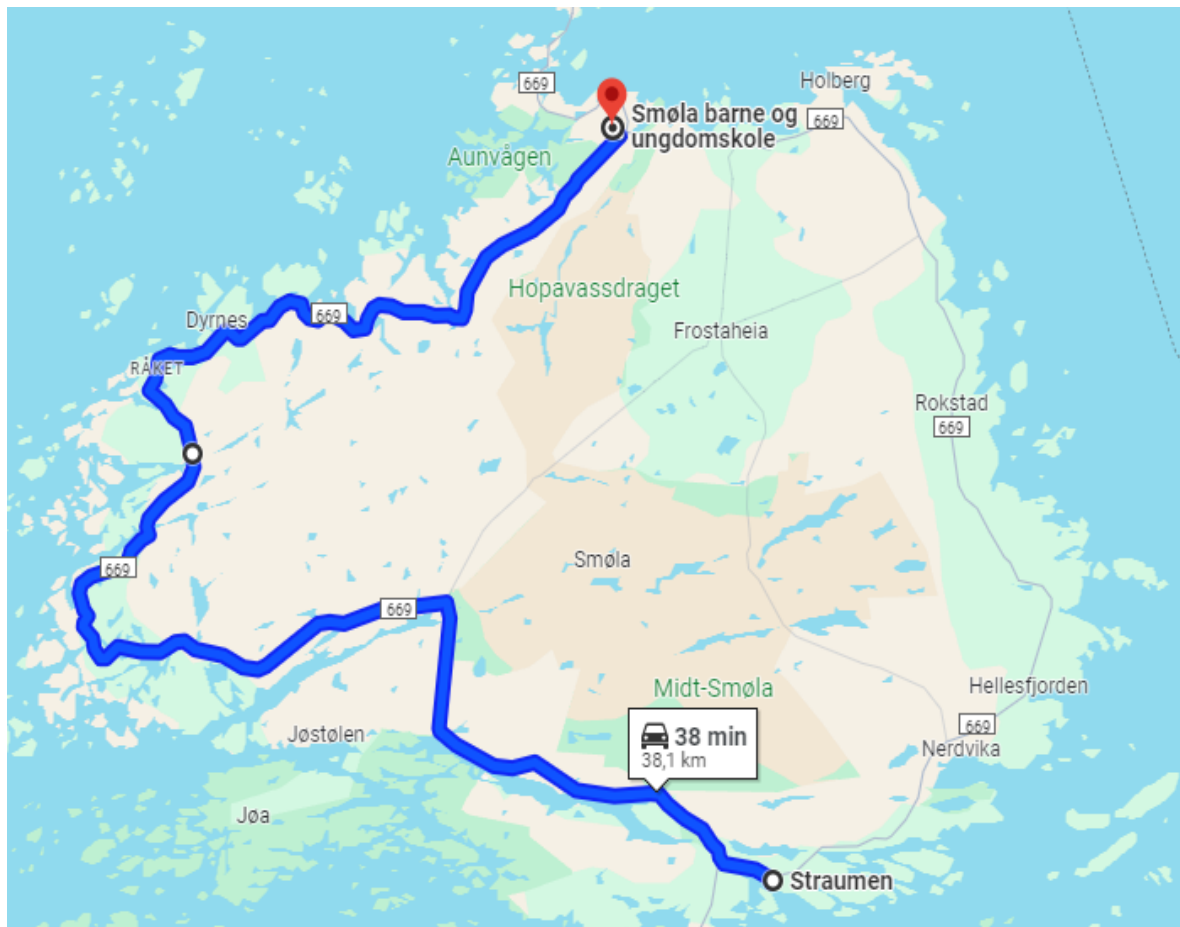 669
Holberg
669
Smøla barne og
ungdomskole
Aunvågen
Hopavassdraget
669
Dyrnes
Frostaheia
RÅKET
Rokstad
669
Smøla
669
669
Midt-Smøla
Hellesfjorden
38 min
38,1 km
669
Jøstølen
Nerdvika
Jøa
Straumen